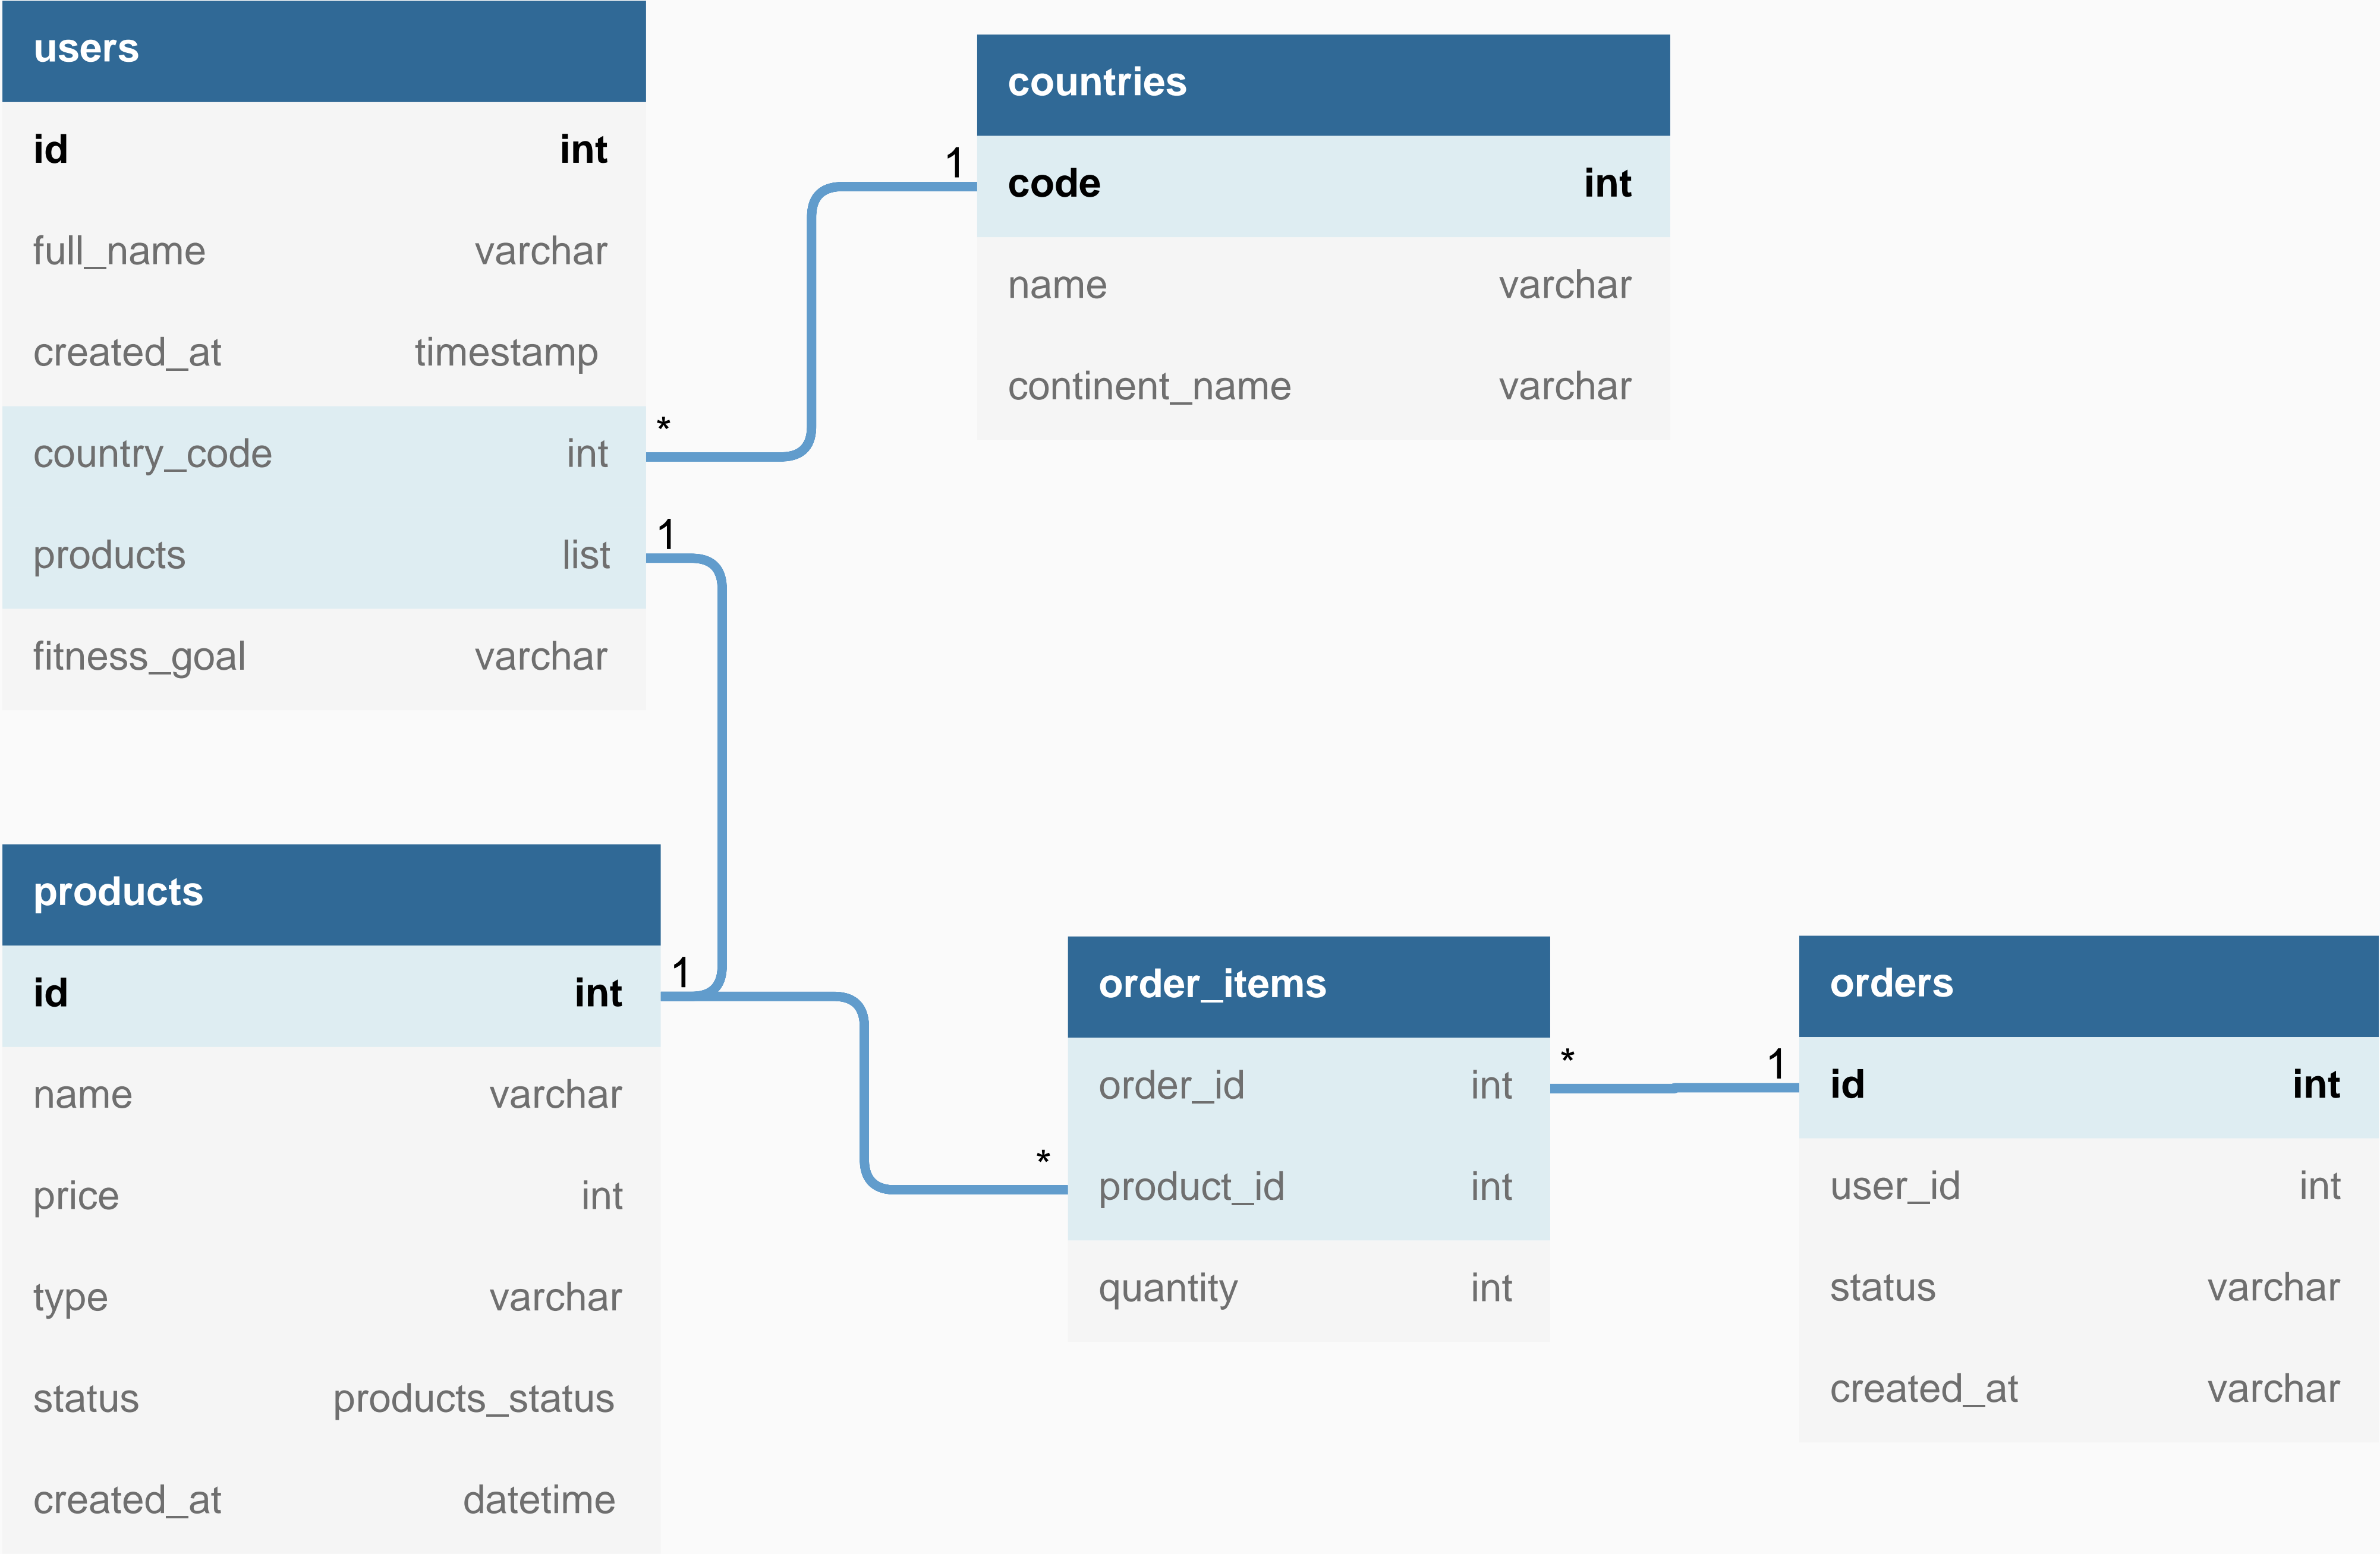 users
id int
full_name varchar
created_at timestamp
country_code int
products list
fitness_goal varchar
countries
code int
name varchar
continent_name varchar
1
*
1
products
id int
name varchar
price int
type varchar
status products_status
created_at datetime
1
*
order_items
order_id int
product_id int
quantity int
*
1
orders
id int
user_id int
status varchar
created_at varchar